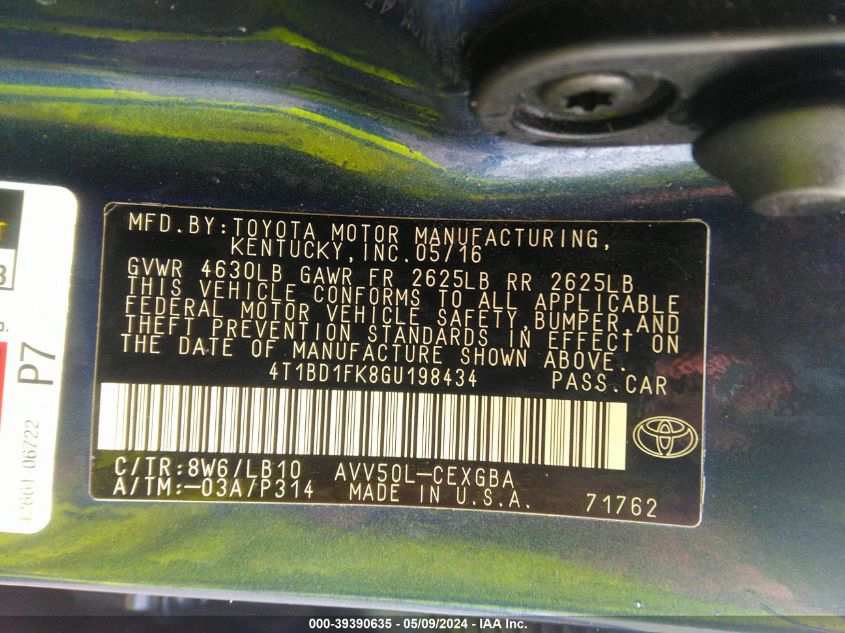 MFD.BY:TOYOTA MOTOR MANUFACTURING,
KENTUCKY,INC.05/16
GVWR 4630LB GAWR FR 2625LB RR 2625LB
THIS VEHICLE CONFORMS TO ALL APPLICABLE
FEDERAL MOTOR VEHICLE SAFETY,BUMPER,AND
THEFT PREVENTION STANDARDS IN EFFECT ON
THE DATE OF MANUFACTURE SHOWN ABOVE.
4T1BD1FK8GU198434 PASS.CAR
C/TR:8W6/LB10 AVV50L-CEXGBA
A/TM:-03A/P314 MADE IN U.S.A. 71762
P7
06722
000-39390635 - 05/09/2024 - IAA Inc.